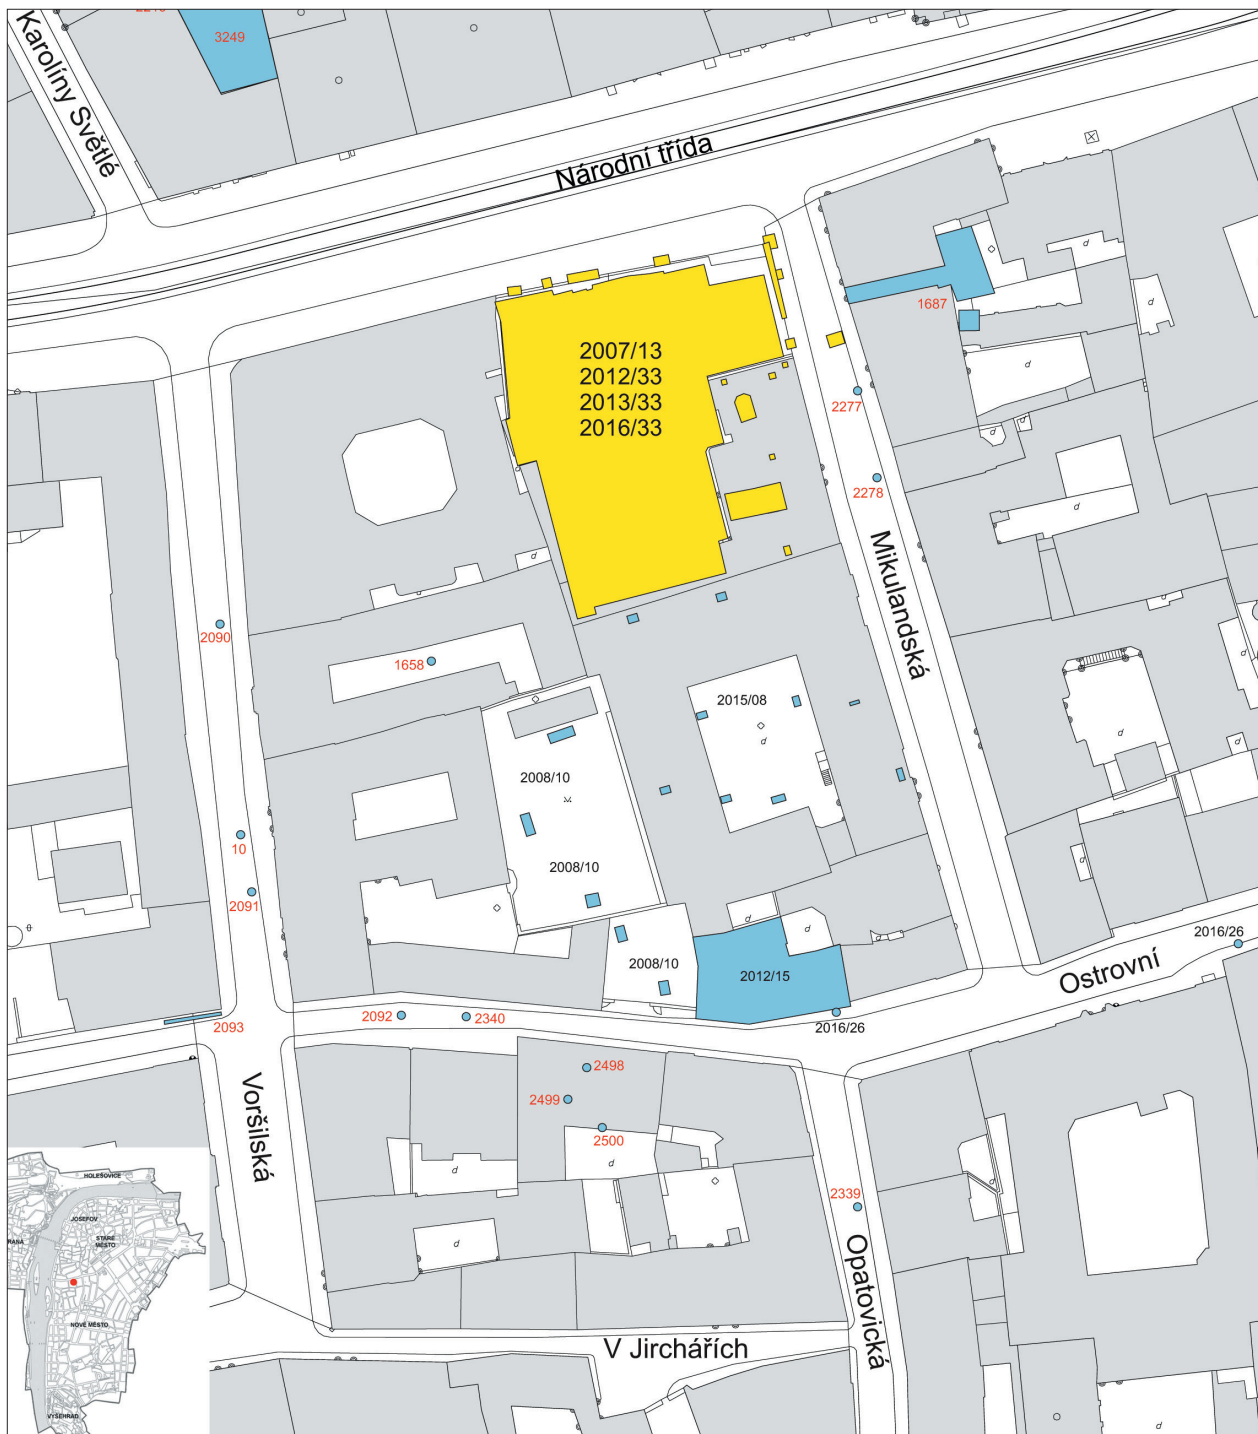 3249
Karolíny Světlé
Národní třída
1687
2007/13
2012/33
2013/33
2016/33
2277
2278
Mikulandská
2090
1658
2015/08
2008/10
10
2008/10
2091
2008/10
2012/15
2016/26
Ostrovní
2093
2092
2340
2016/26
2498
2499
2500
Voršilská
2339
Opatovická
V Jirchářích
HOLEŠOVICE
JOSEFOV
STARÉ
MĚSTO
NOVÉ MĚSTO
VYŠEHRAD